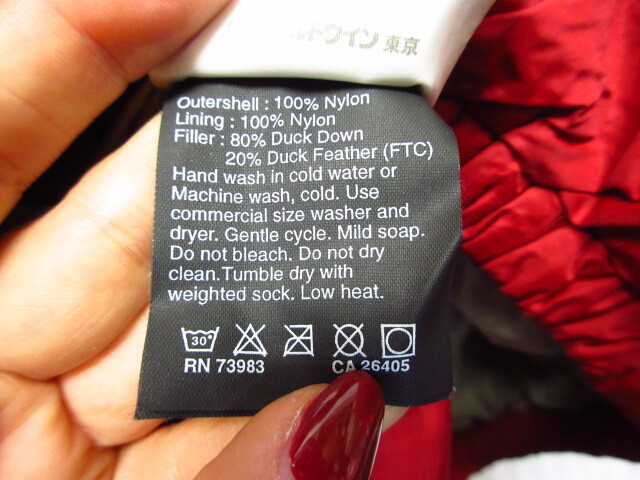 ルドウイン 東京
Outershell : 100% Nylon
Lining : 100% Nylon
Filler : 80% Duck Down
20% Duck Feather (FTC)
Hand wash in cold water or
Machine wash, cold. Use
commercial size washer and
dryer. Gentle cycle. Mild soap.
Do not bleach. Do not dry
clean.Tumble dry with
weighted sock. Low heat.
30°
RN 73983 CA 26405